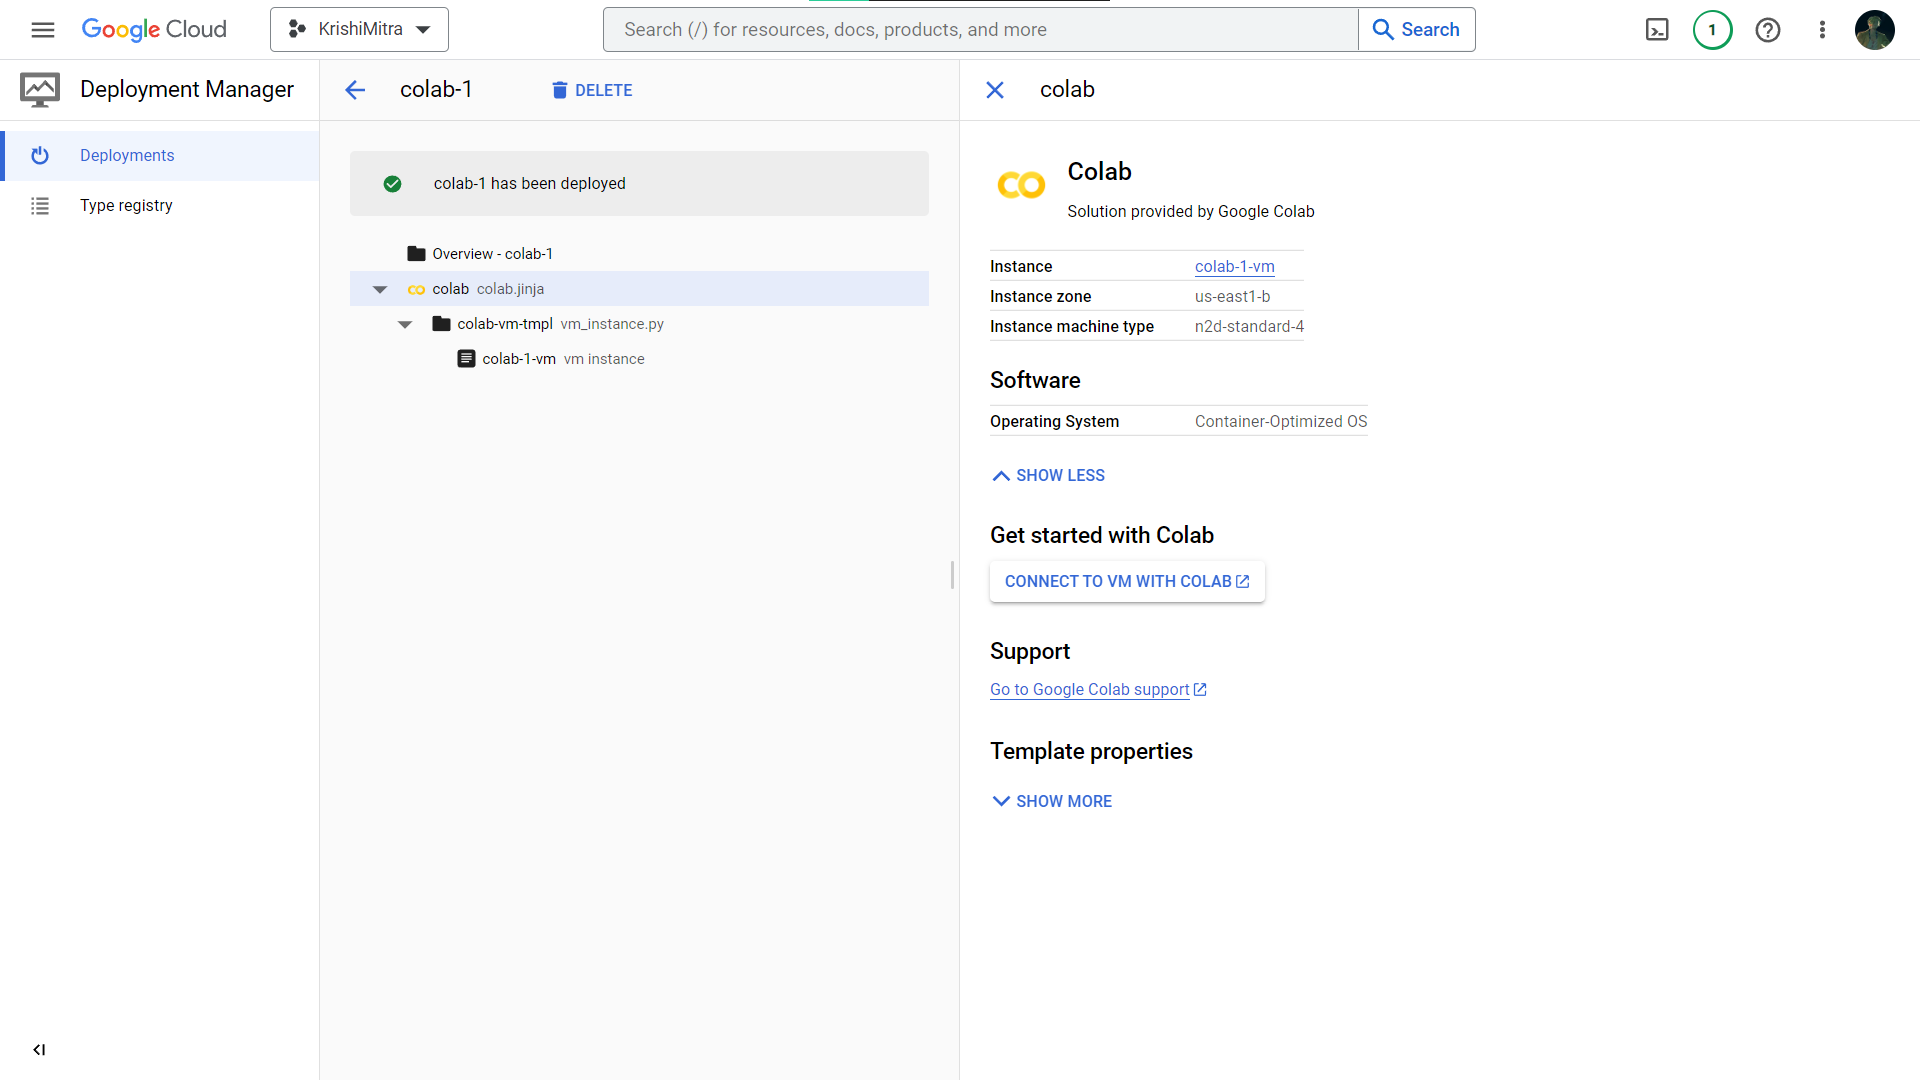 Google Cloud
KrishiMitra
Search (/) for resources, docs, products, and more
Search
1
Deployment Manager
Deployments
Type registry
colab-1
DELETE
colab-1 has been deployed
Overview - colab-1
colab colab.jinja
colab-vm-tmpl vm_instance.py
colab-1-vm vm instance
colab
Colab
Solution provided by Google Colab
Instance colab-1-vm
Instance zone us-east1-b
Instance machine type n2d-standard-4
Software
Operating System Container-Optimized OS
SHOW LESS
Get started with Colab
CONNECT TO VM WITH COLAB
Support
Go to Google Colab support
Template properties
SHOW MORE